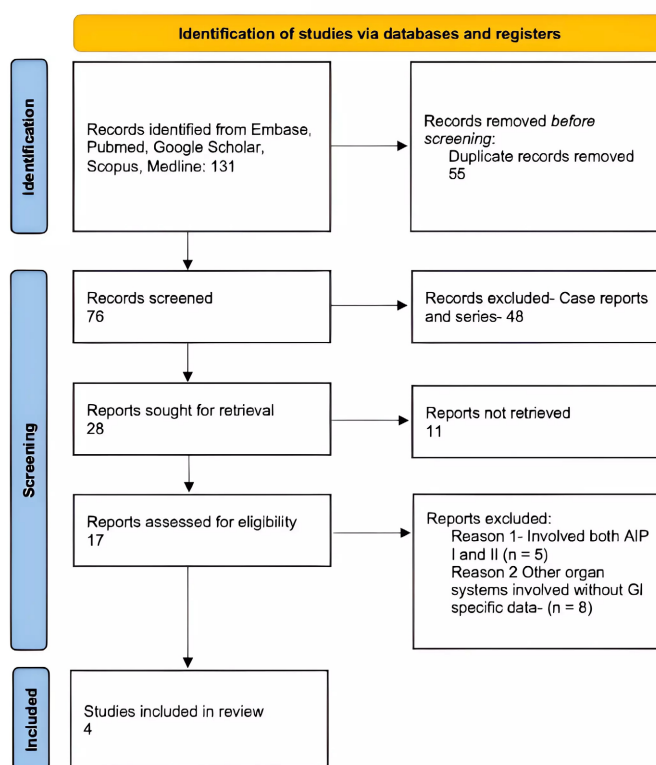 Identification of studies via databases and registers
Identification
Records identified from Embase,
Pubmed, Google Scholar,
Scopus, Medline: 131
Records removed before
screening:
Duplicate records removed
55
Screening
Records screened
76
Records excluded- Case reports
and series- 48
Reports sought for retrieval
28
Reports not retrieved
11
Reports assessed for eligibility
17
Reports excluded:
Reason 1- Involved both AIP
I and II (n = 5)
Reason 2 Other organ
systems involved without GI
specific data- (n = 8)
Included
Studies included in review
4